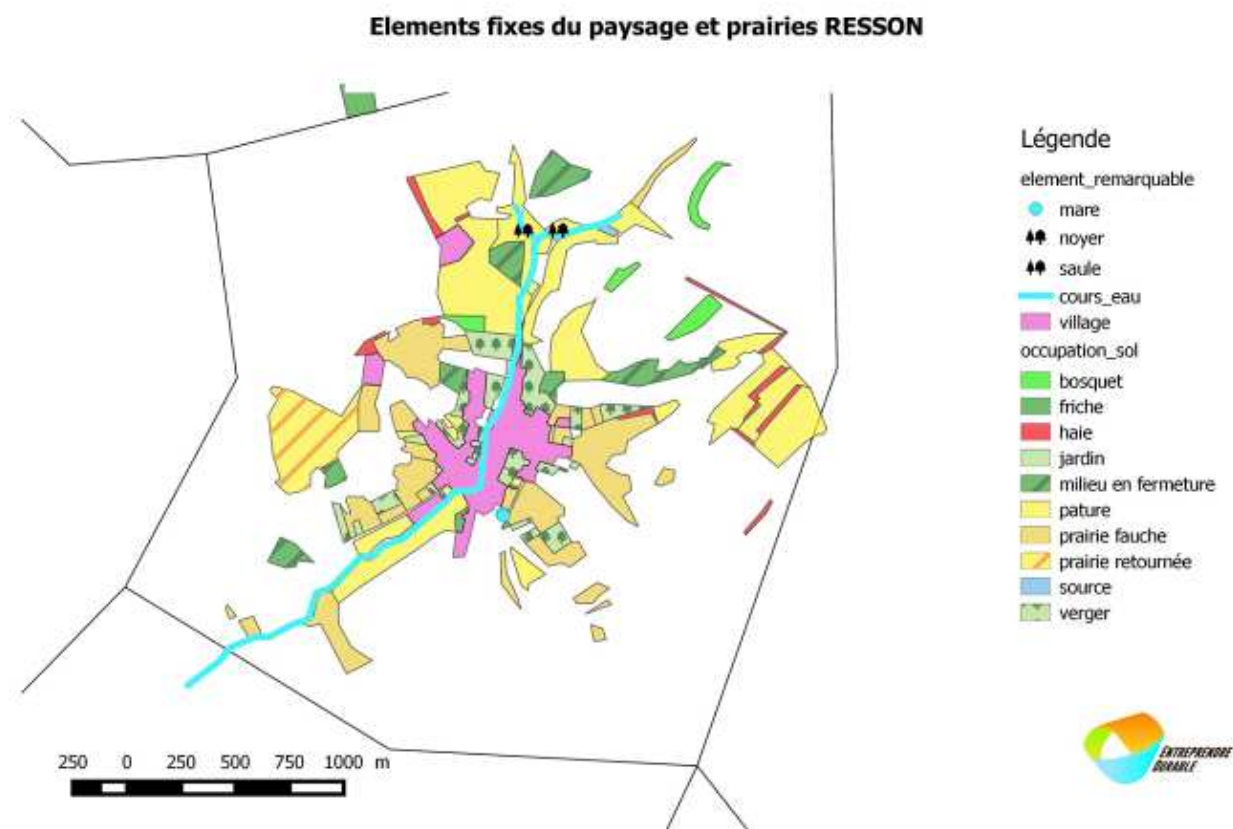 Elements fixes du paysage et prairies RESSON
Légende
element_remarquable
mare
noyer
saule
cours_eau
village
occupation_sol
bosquet
friche
haie
jardin
milieu en fermeture
pature
prairie fauche
prairie retournée
source
verger
250 0 250 500 750 1000 m
ENTREPRENDRE
DURABLE